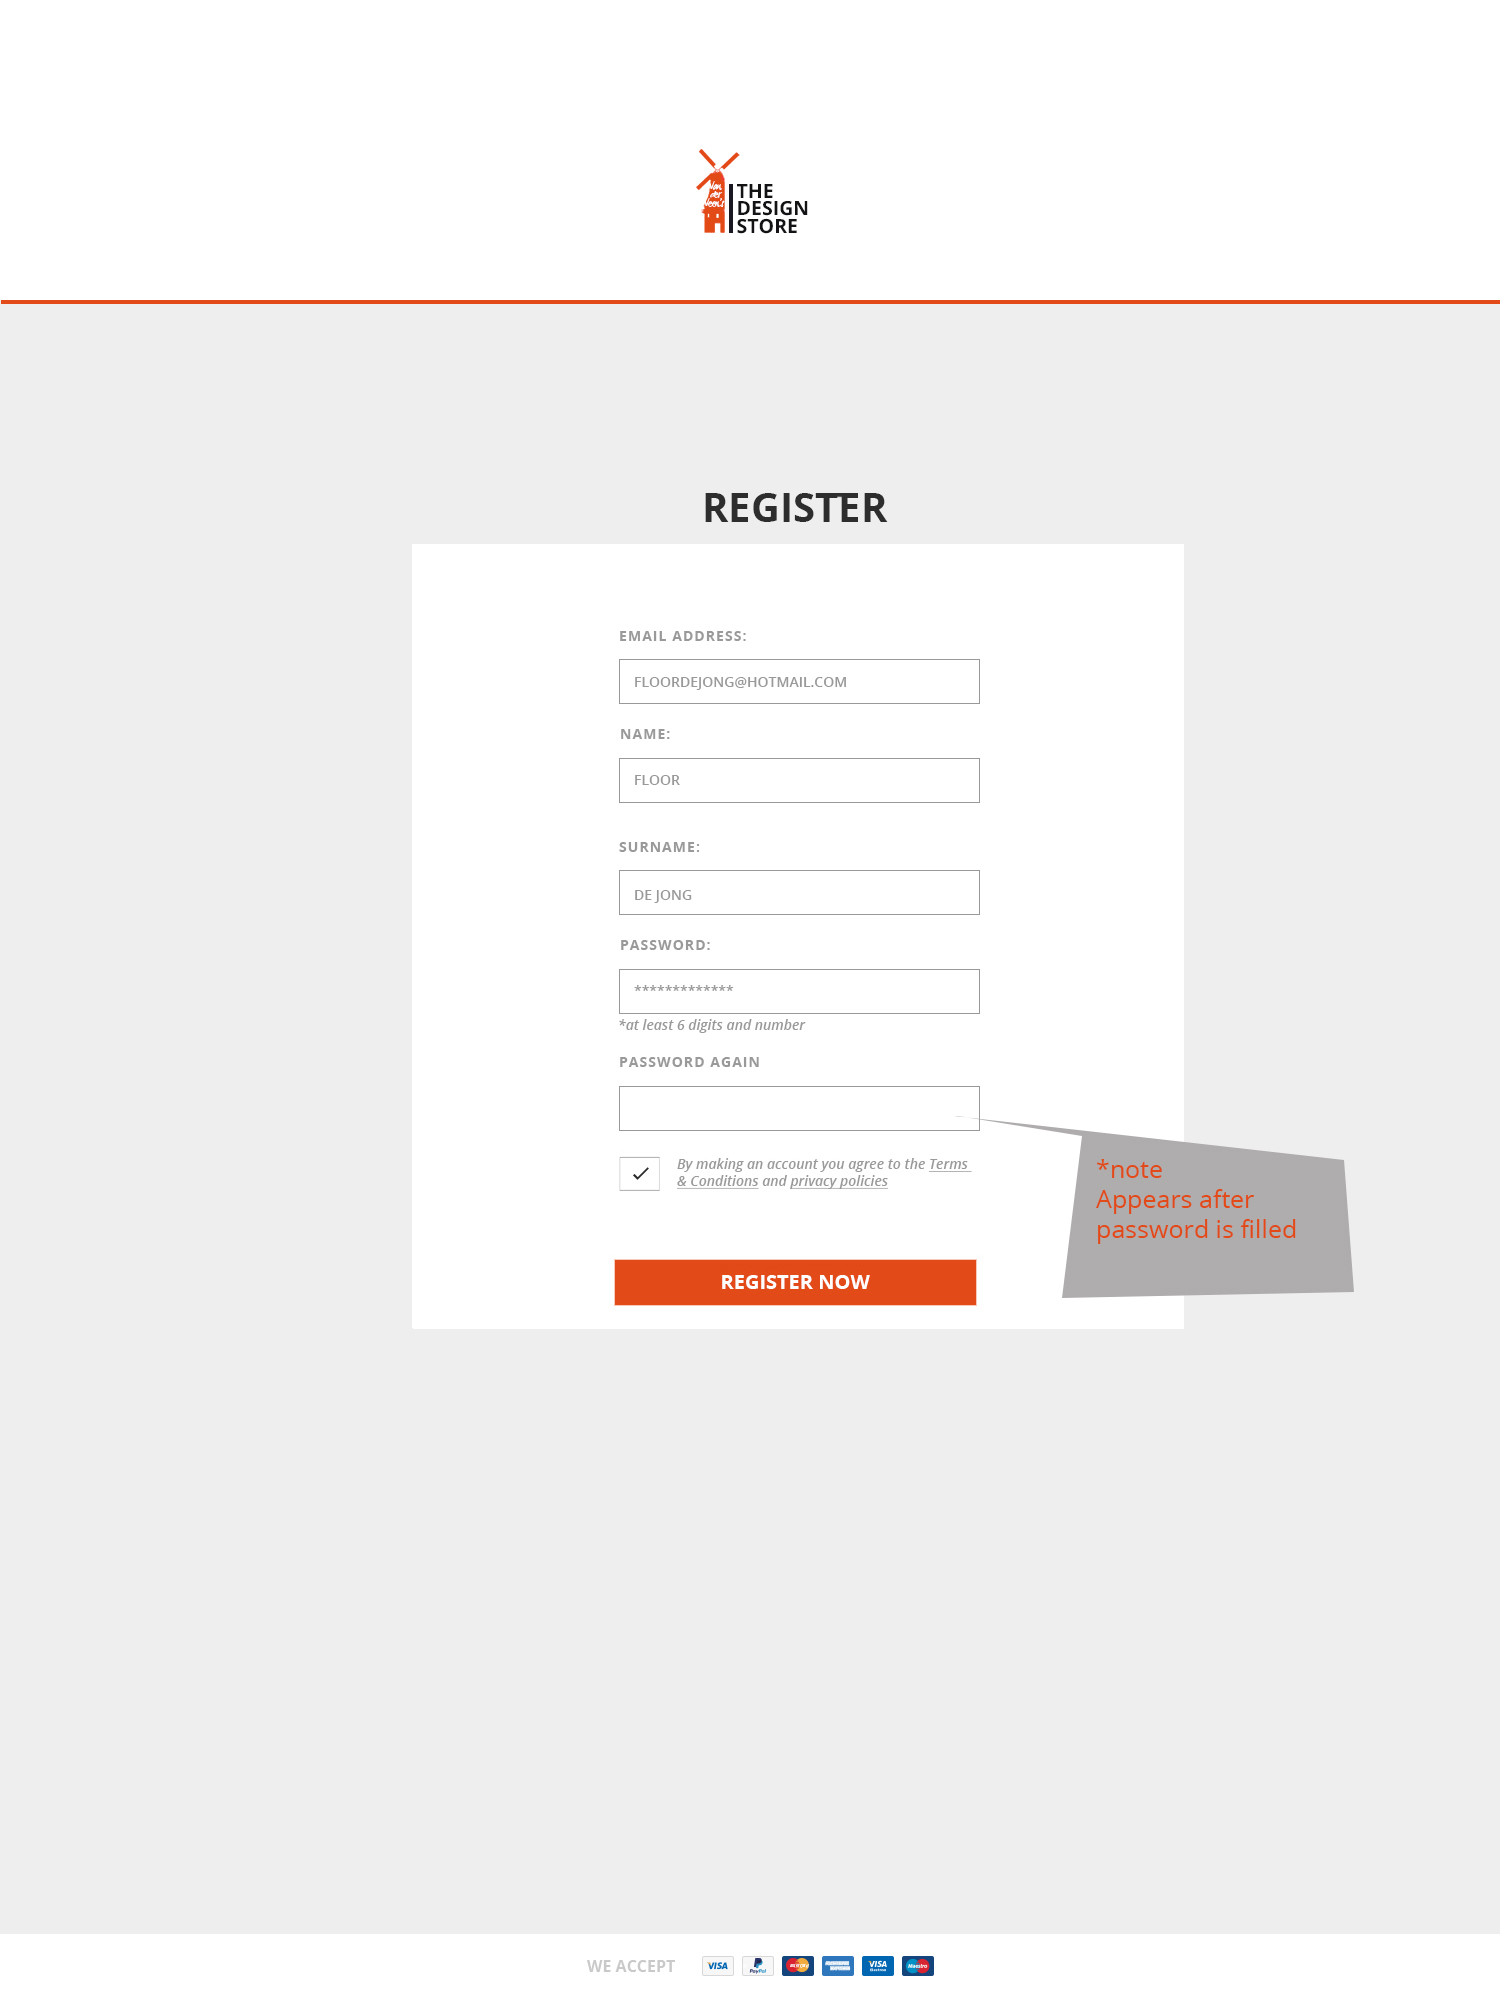 THE
DESIGN
STORE
REGISTER
EMAIL ADDRESS:
FLOORDEJONG@HOTMAIL.COM
NAME:
FLOOR
SURNAME:
DE JONG
PASSWORD:
*************
*at least 6 digits and number
PASSWORD AGAIN
By making an account you agree to the Terms
& Conditions and privacy policies
*note
Appears after
password is filled
REGISTER NOW
WE ACCEPT
VISA
PayPal
VISA
Maestro